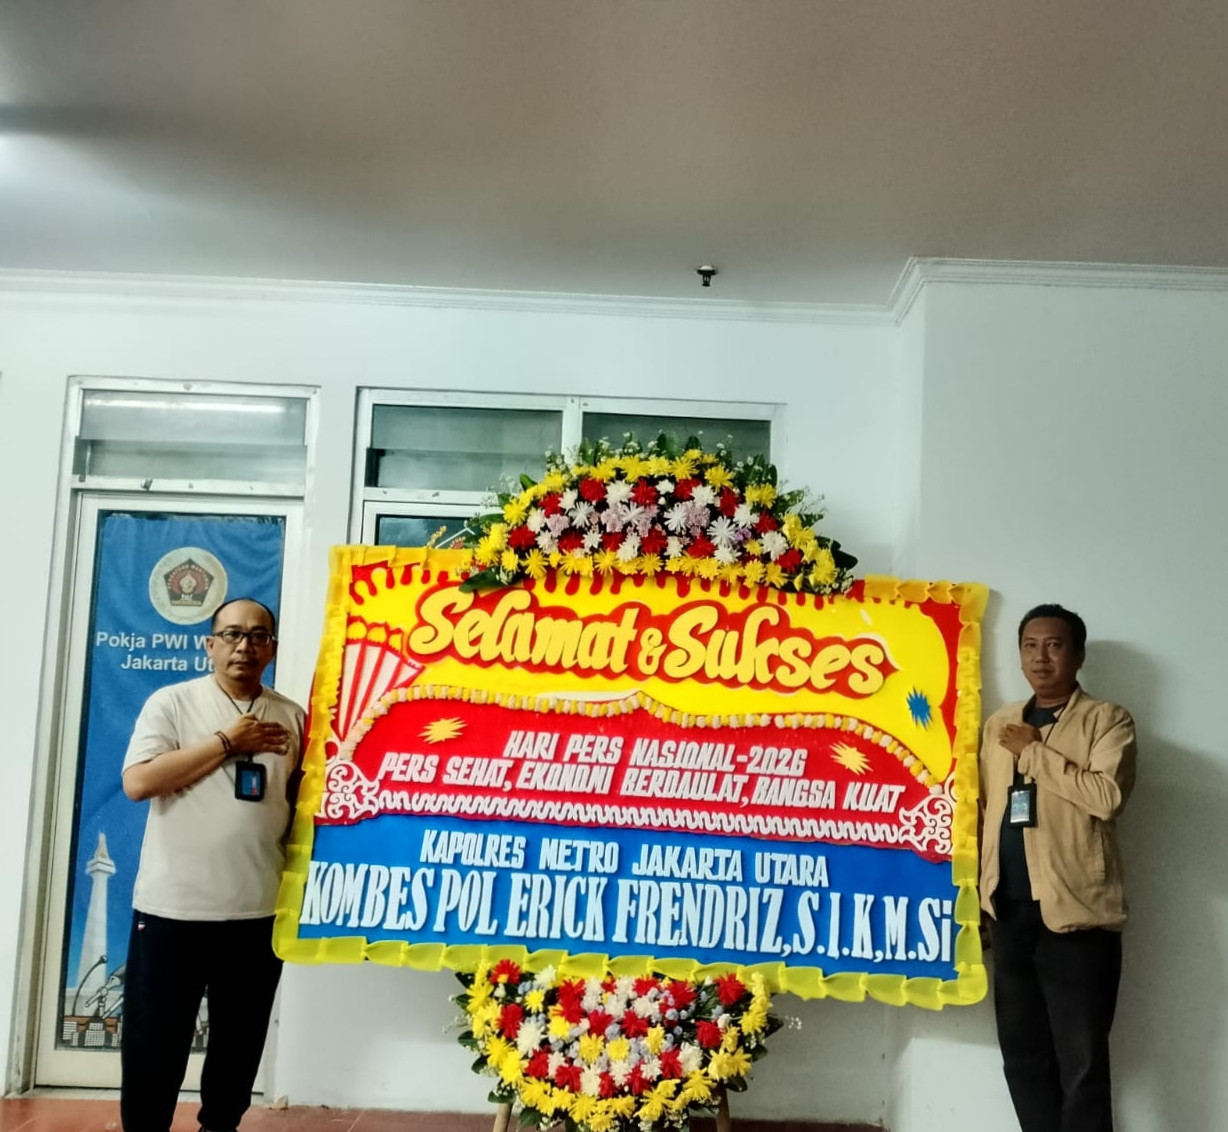 Pokja PWI W
Jakarta Ut
Selamat & Sukses
HARI PERS NASIONAL-2026
PERS SEHAT, EKONOMI BERDAULAT, BANGSA KUAT
KAPOLRES METRO JAKARTA UTARA
KOMBES POL ERICK FRENDRIZ,S.I.K,M.Si